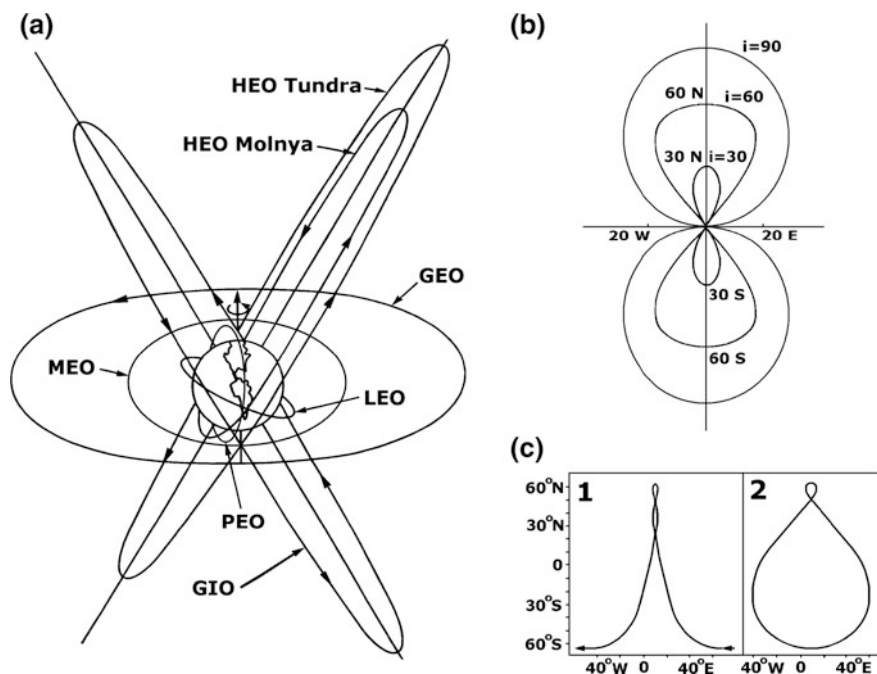 (a)
HEO Tundra
HEO Molnya
GEO
MEO
LEO
PEO
GIO
(b)
i=90
60 N i=60
30 N i=30
20 W 20 E
30 S
60 S
(c)
1 2
60°N
30°N
0
30°S
60°S
40°W 0 40°E 40°W 0 40°E